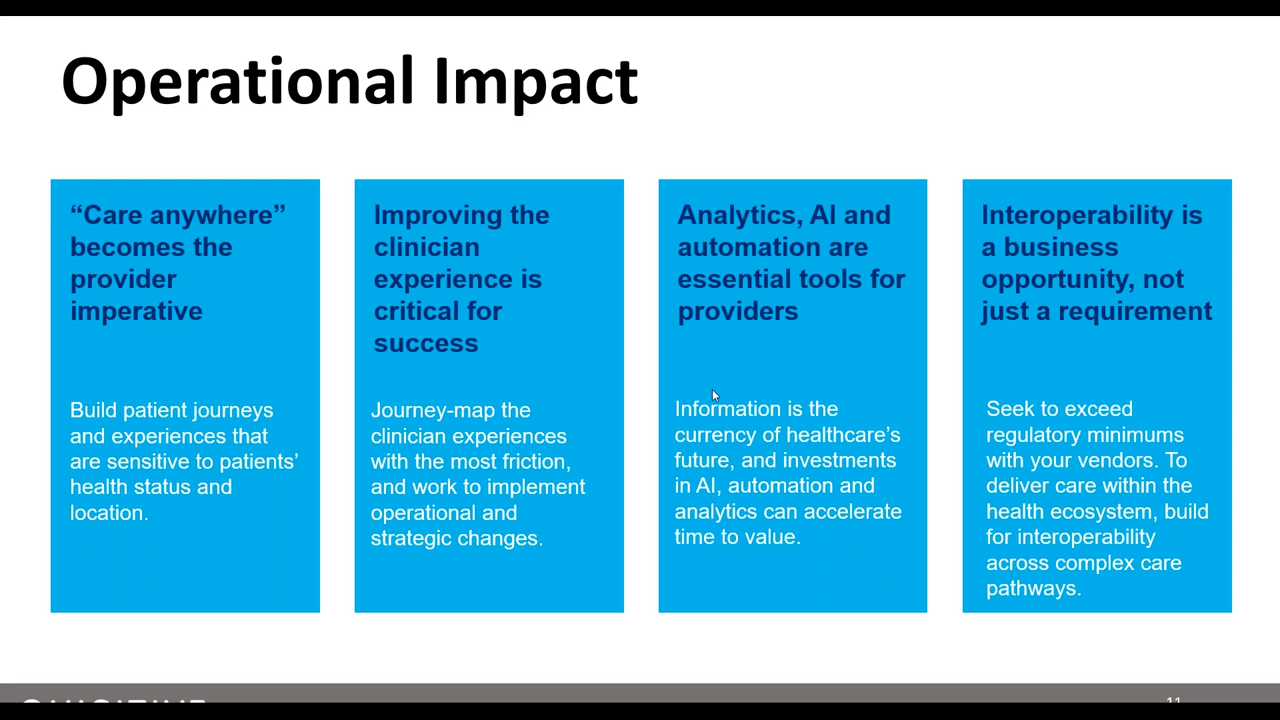 Operational Impact
“Care anywhere”
becomes the
provider
imperative
Build patient journeys
and experiences that
are sensitive to patients’
health status and
location.
Improving the
clinician
experience is
critical for
success
Journey-map the
clinician experiences
with the most friction,
and work to implement
operational and
strategic changes.
Analytics, AI and
automation are
essential tools for
providers
Information is the
currency of healthcare’s
future, and investments
in AI, automation and
analytics can accelerate
time to value.
Interoperability is
a business
opportunity, not
just a requirement
Seek to exceed
regulatory minimums
with your vendors. To
deliver care within the
health ecosystem, build
for interoperability
across complex care
pathways.
11